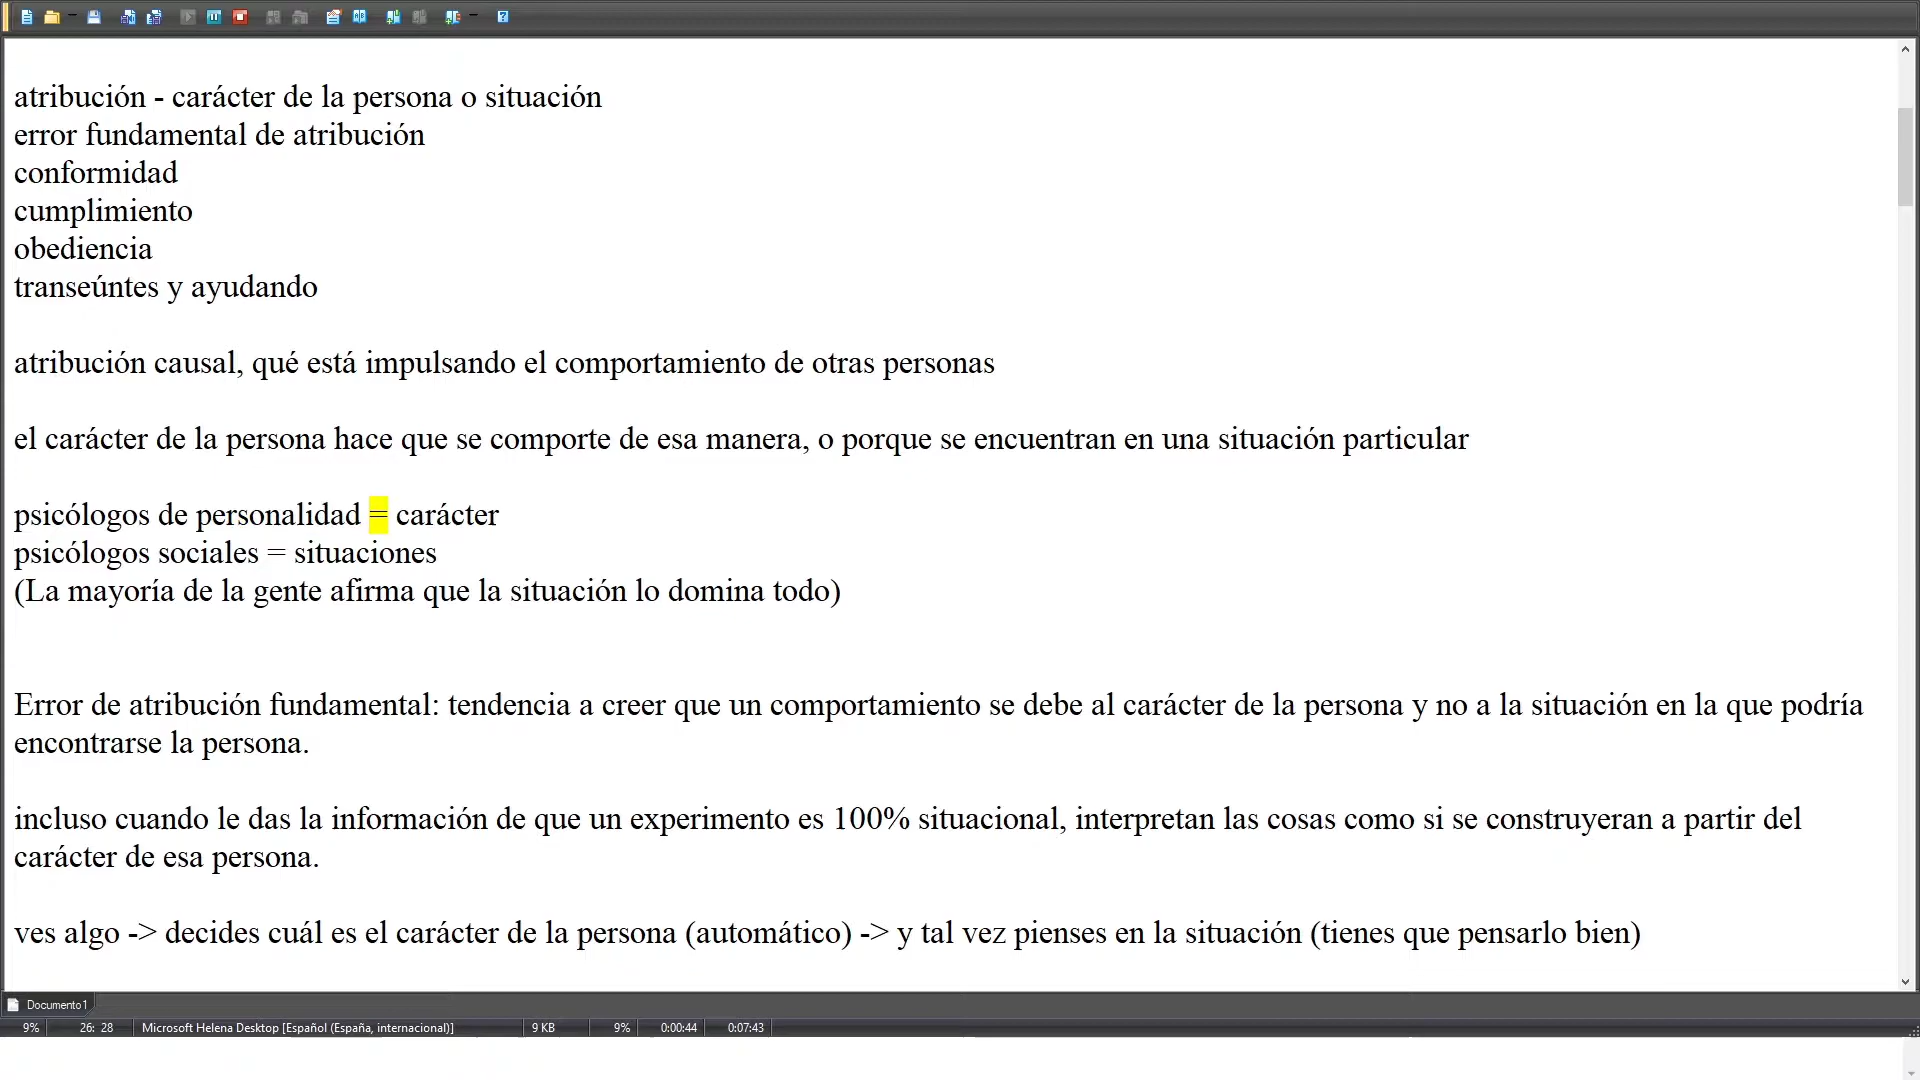 atribución - carácter de la persona o situación
error fundamental de atribución
conformidad
cumplimiento
obediencia
transeúntes y ayudando
atribución causal, qué está impulsando el comportamiento de otras personas
el carácter de la persona hace que se comporte de esa manera, o porque se encuentran en una situación particular
psicólogos de personalidad = carácter
psicólogos sociales = situaciones
(La mayoría de la gente afirma que la situación lo domina todo)
Error de atribución fundamental: tendencia a creer que un comportamiento se debe al carácter de la persona y no a la situación en la que podría
encontrarse la persona.
incluso cuando le das la información de que un experimento es 100% situacional, interpretan las cosas como si se construyeran a partir del
carácter de esa persona.
ves algo -> decides cuál es el carácter de la persona (automático) -> y tal vez pienses en la situación (tienes que pensarlo bien)
Documento1
9% 26: 28 Microsoft Helena Desktop [Español (España, internacional)] 9 KB 9% 0:00:44 0:07:43